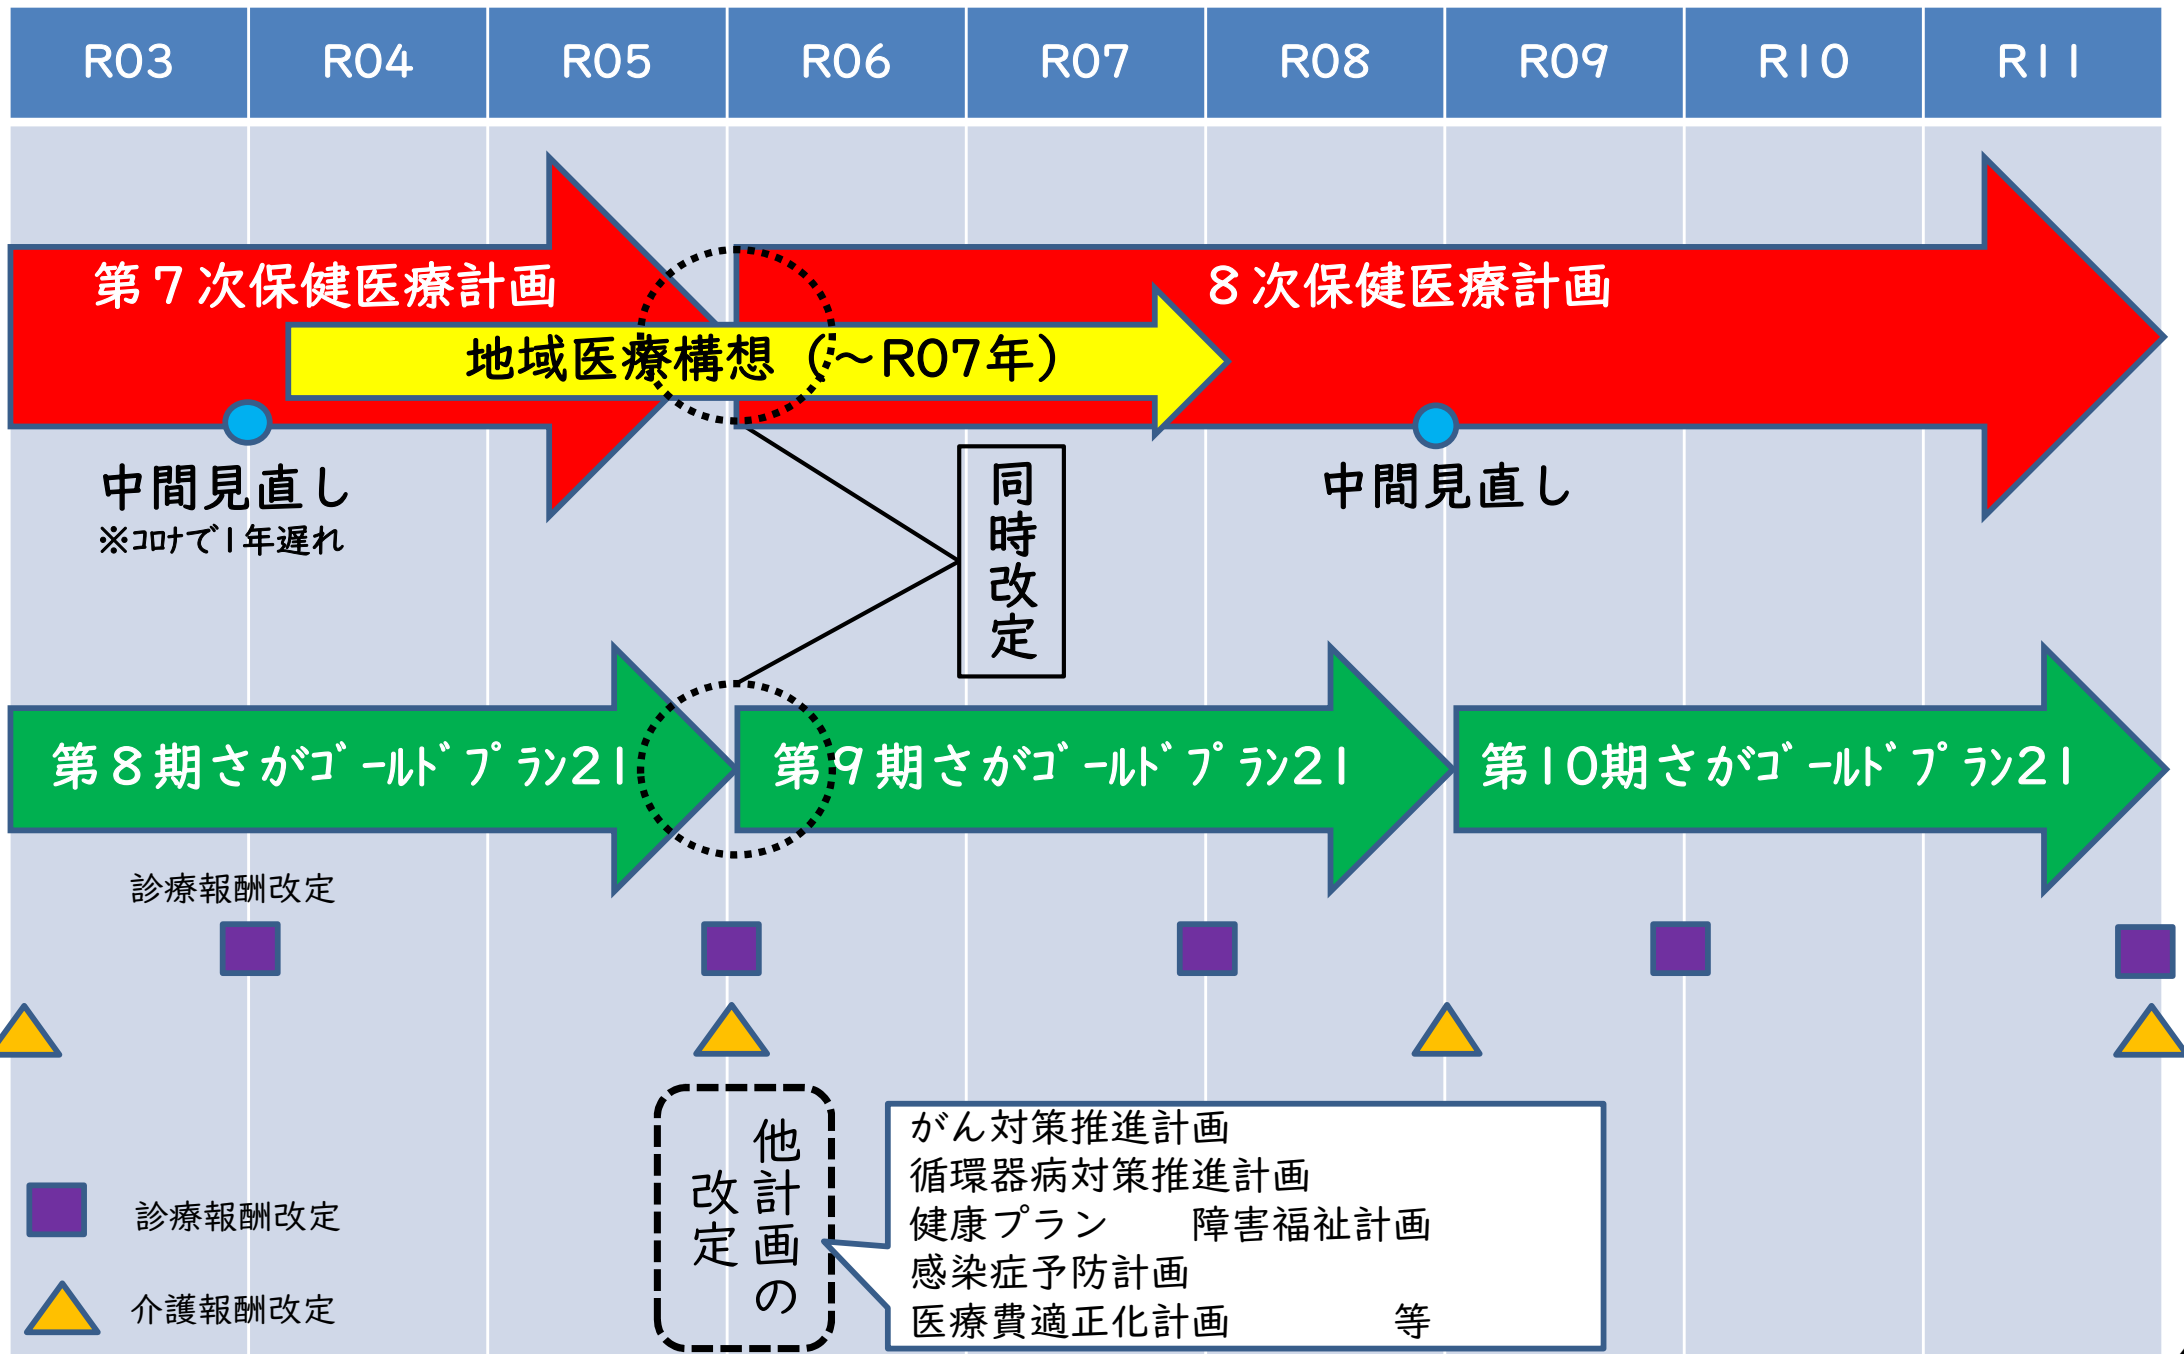 R03 R04 R05 R06 R07 R08 R09 R10 R11
第７次保健医療計画
８次保健医療計画
地域医療構想（～R07年）
中間見直し
※ｺﾛﾅで1年遅れ
中間見直し
同時改定
第８期さがｺﾞｰﾙﾄﾞﾌﾟﾗﾝ21
第９期さがｺﾞｰﾙﾄﾞﾌﾟﾗﾝ21
第10期さがｺﾞｰﾙﾄﾞﾌﾟﾗﾝ21
診療報酬改定
他計画の
改定
がん対策推進計画
循環器病対策推進計画
健康プラン　　障害福祉計画
感染症予防計画
医療費適正化計画　　　　等
診療報酬改定
介護報酬改定